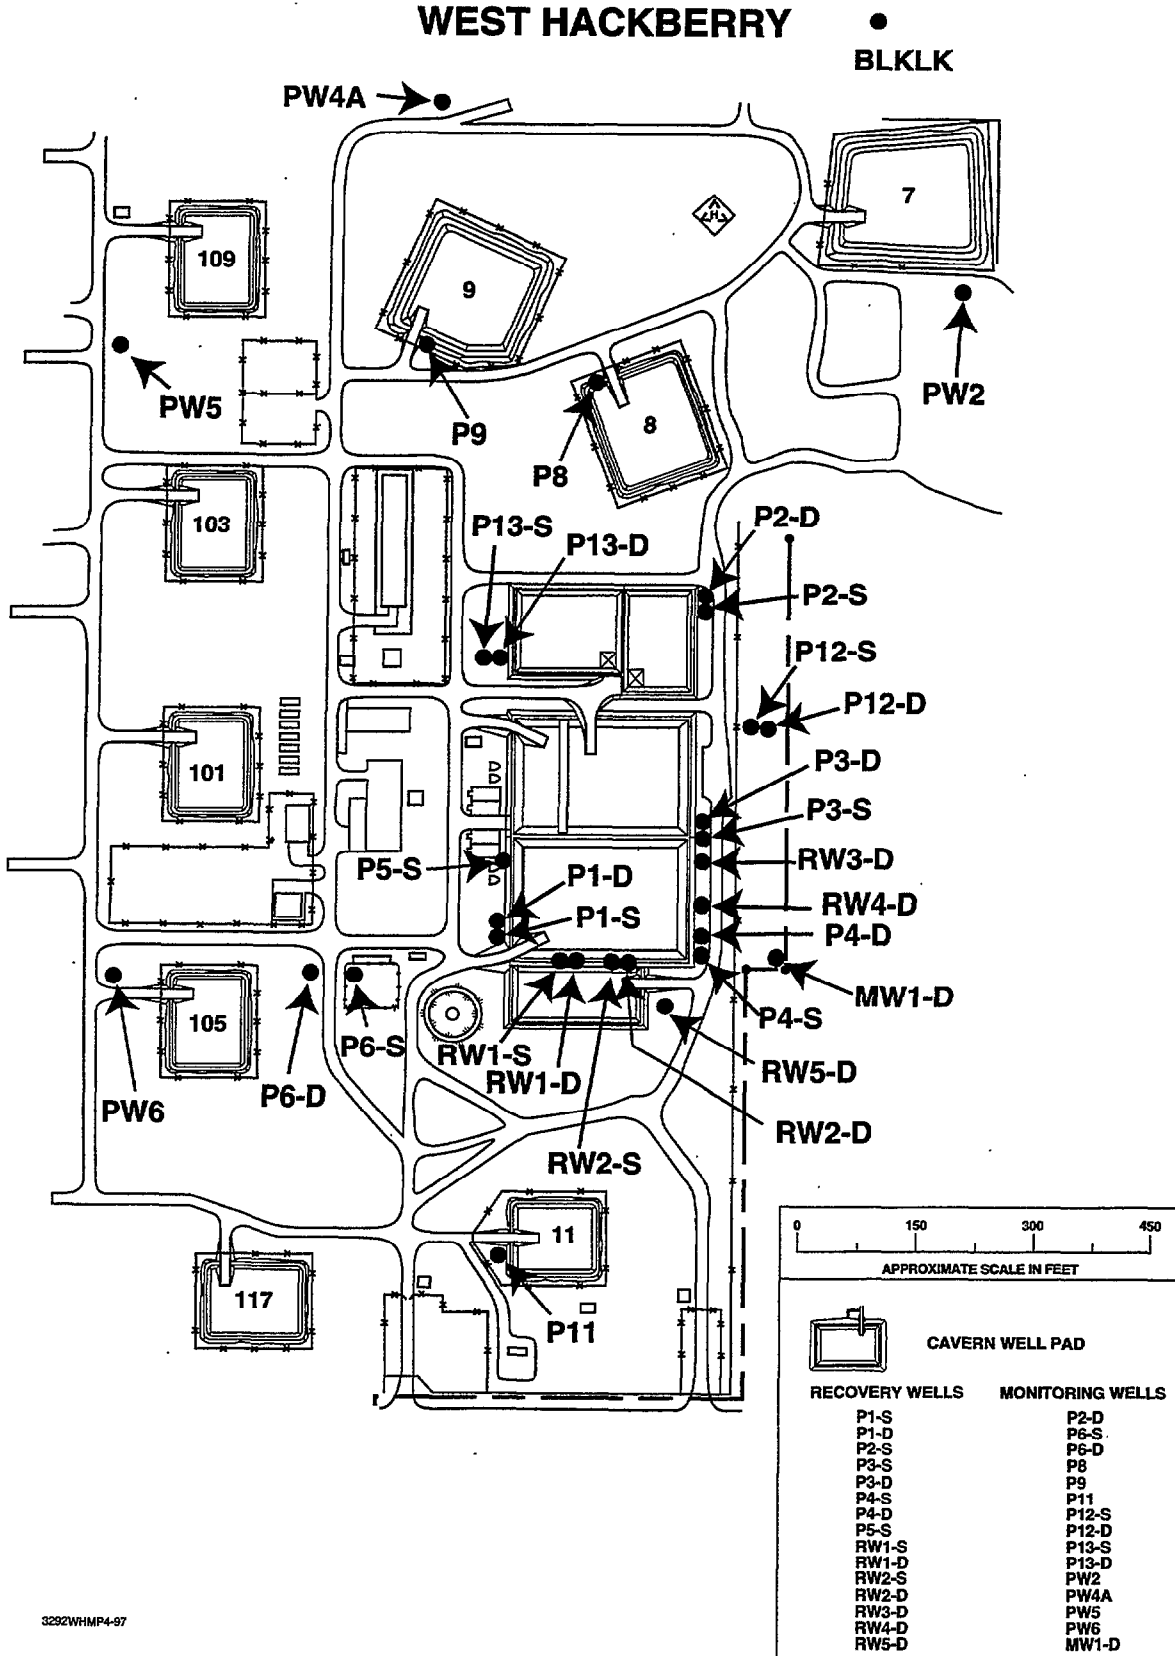 WEST HACKBERRY
BLKLK
PW4A
7
109
9
PW5
PW2
P9
8
P8
103
P13-S
P2-D
P13-D
P2-S
P12-S
P12-D
P3-D
101
P3-S
RW3-D
P5-S
P1-D
RW4-D
P1-S
P4-D
MW1-D
105
P4-S
P6-S
RW1-S
RW5-D
RW1-D
P6-D
PW6
RW2-D
RW2-S
11
117
P11
H
0 150 300 450
APPROXIMATE SCALE IN FEET
CAVERN WELL PAD
RECOVERY WELLS MONITORING WELLS
P1-S P2-D
P1-D P6-S
P2-S P6-D
P3-S P8
P3-D P9
P4-S P11
P4-D P12-S
P5-S P12-D
RW1-S P13-S
RW1-D P13-D
RW2-S PW2
RW2-D PW4A
RW3-D PW5
RW4-D PW6
RW5-D MW1-D
3292WHMP4-97